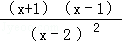 (x+1) (x-1)
(x-2) 2